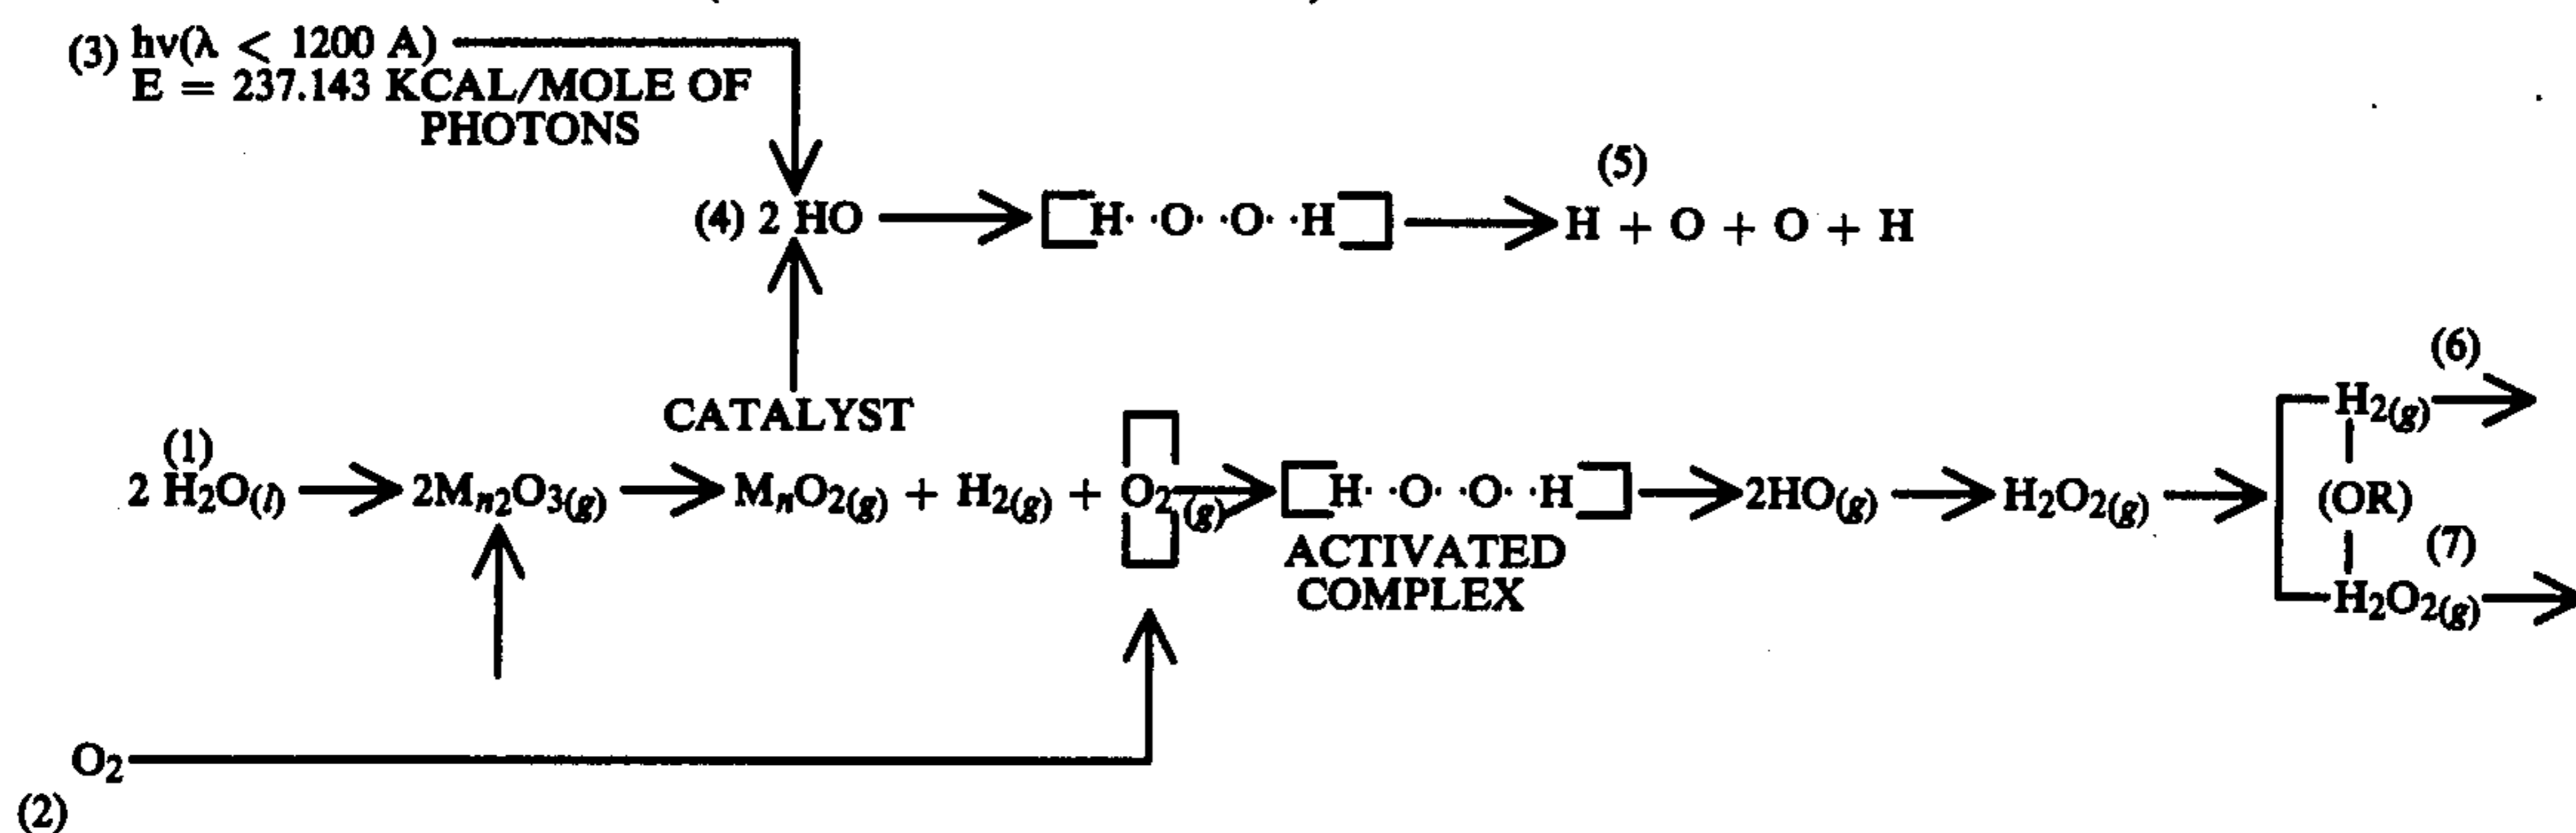 (3) hν(λ < 1200 A)
E = 237.143 KCAL/MOLE OF
PHOTONS
(5)
(4) 2 HO → [H· ·O· ·O· ·H] → H + O + O + H
(6)
CATALYST
H2(g) →
(1)
2 H2O(l) → 2Mn2O3(g) → MnO2(g) + H2(g) + [O2](g) → [H· ·O· ·O· ·H] → 2HO(g) → H2O2(g) → (OR)
ACTIVATED
COMPLEX
(7)
H2O2(g) →
O2
(2)